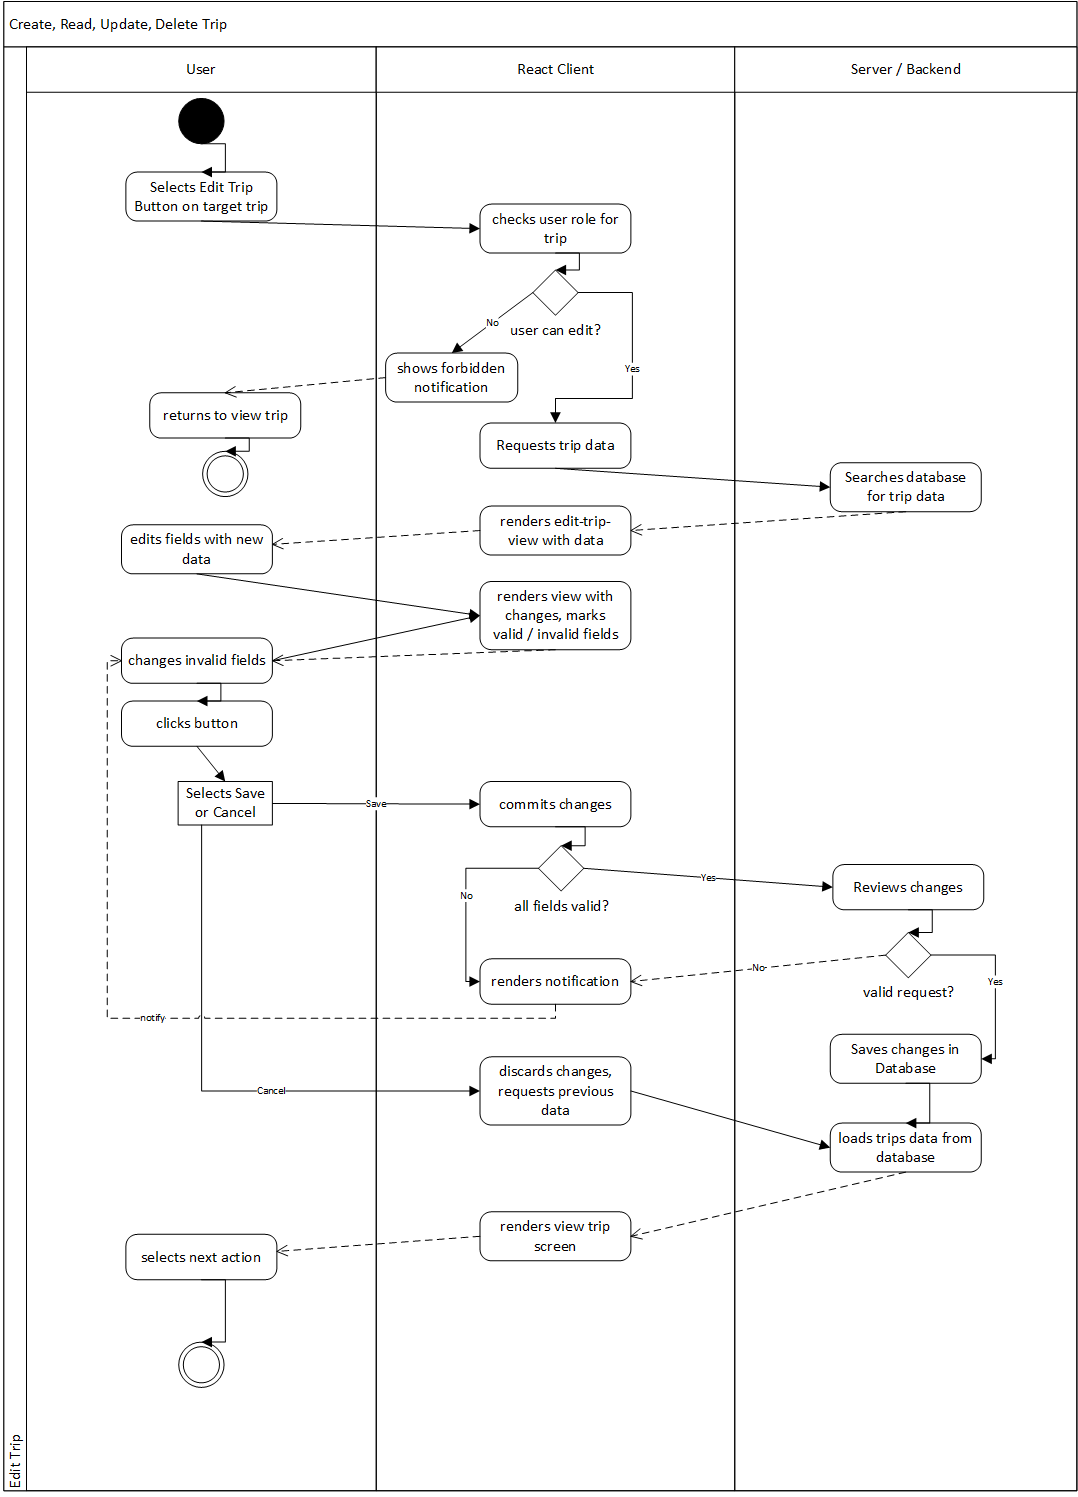 Create, Read, Update, Delete Trip
User
React Client
Server / Backend
Selects Edit Trip
Button on target trip
checks user role for
trip
No
user can edit?
shows forbidden
notification
Yes
returns to view trip
Requests trip data
Searches database
for trip data
renders edit-trip-
view with data
edits fields with new
data
renders view with
changes, marks
valid / invalid fields
changes invalid fields
clicks button
Selects Save
or Cancel
Save
commits changes
No
Yes
all fields valid?
Reviews changes
No
valid request?
Yes
renders notification
notify
Saves changes in
Database
Cancel
discards changes,
requests previous
data
loads trips data from
database
renders view trip
screen
selects next action
Edit Trip